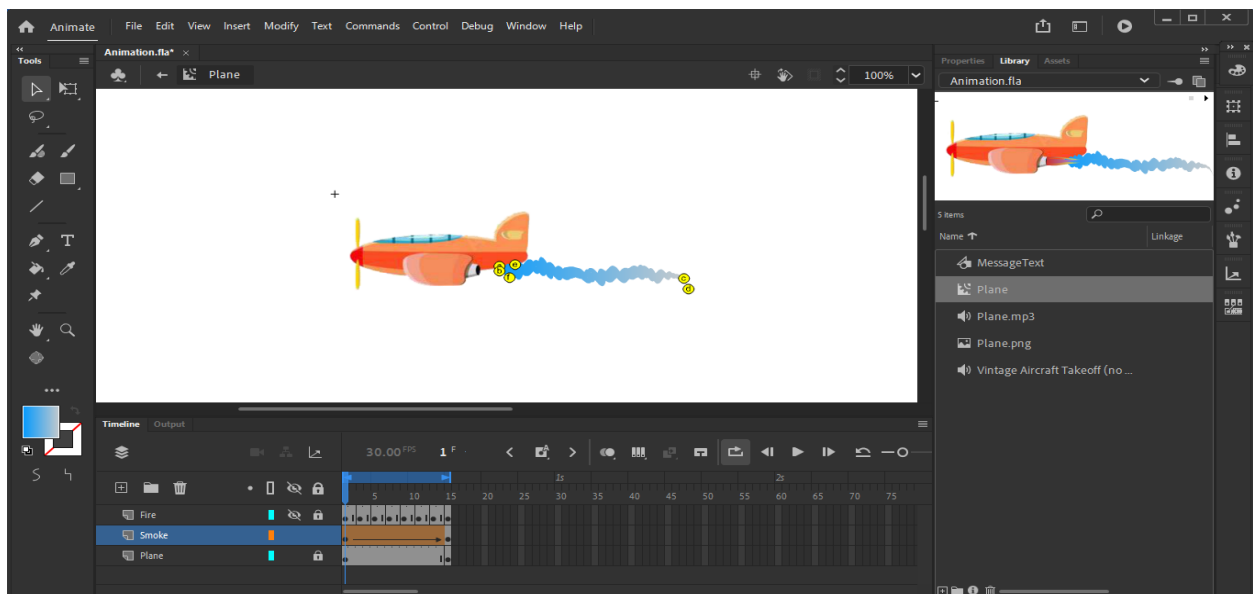 Animate File Edit View Insert Modify Text Commands Control Debug Window Help
Animation.fla* ×
Tools
Plane 100%
Properties Library Assets
Animation.fla
5 items
Name Linkage
MessageText
Plane
Plane.mp3
Plane.png
Vintage Aircraft Takeoff (no ...
b e f c d
Timeline Output
30.00 FPS 1 F
1s 2s
5 10 15 20 25 30 35 40 45 50 55 60 65 70 75
Fire
Smoke
Plane